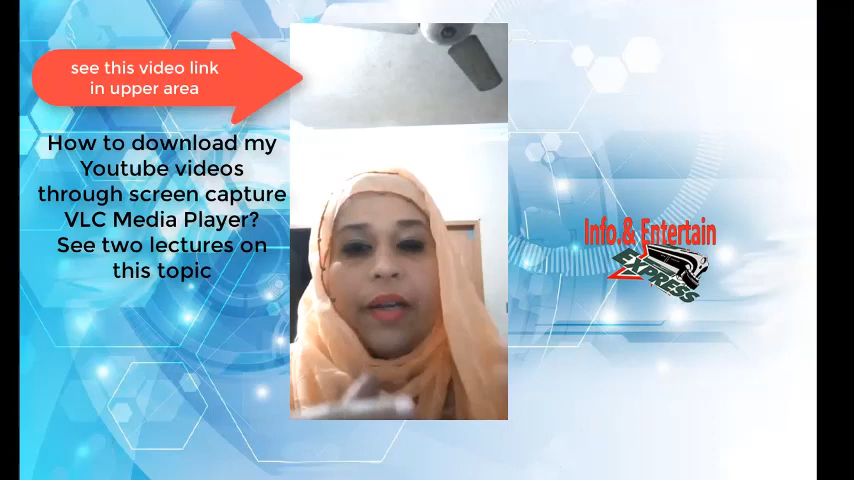 see this video link
in upper area
How to download my
Youtube videos
through screen capture
VLC Media Player?
See two lectures on
this topic
Info.& Entertain
EXPRESS